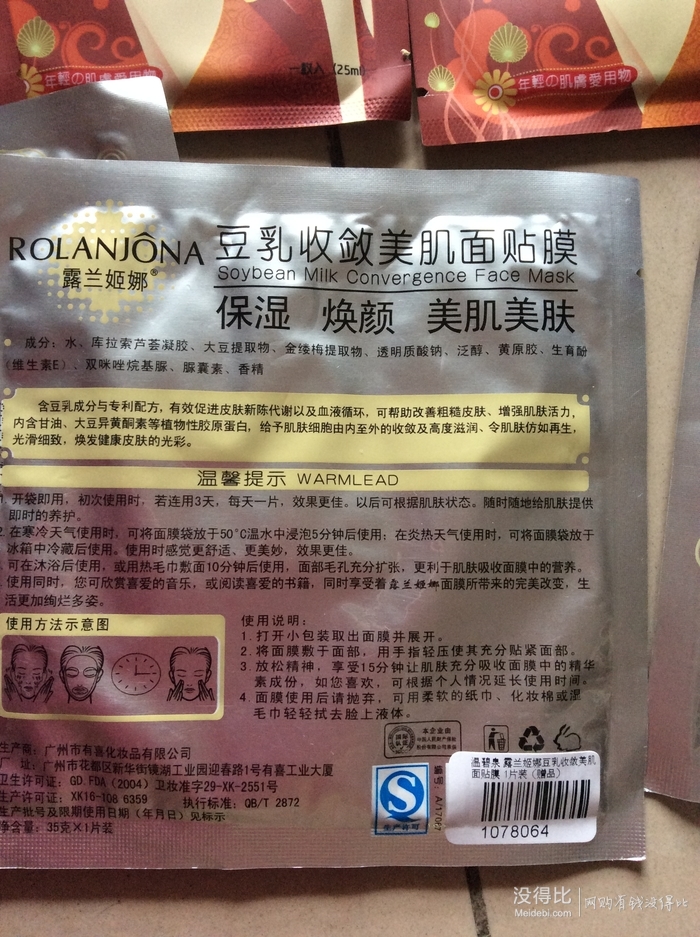 一枚入（25ml）
年輕の肌膚愛用物
年輕の肌膚愛用物
ROLANJÔNA
露兰姬娜®
豆乳收敛美肌面贴膜
Soybean Milk Convergence Face Mask
保湿 焕颜 美肌美肤
成分：水、库拉索芦荟凝胶、大豆提取物、金缕梅提取物、透明质酸钠、泛醇、黄原胶、生育酚
（维生素E）、双咪唑烷基脲、脲囊素、香精
含豆乳成分与专利配方，有效促进皮肤新陈代谢以及血液循环，可帮助改善粗糙皮肤、增强肌肤活力，
内含甘油、大豆异黄酮素等植物性胶原蛋白，给予肌肤细胞由内至外的收敛及高度滋润、令肌肤仿如再生，
光滑细致，焕发健康皮肤的光彩。
温馨提示 WARMLEAD
1. 开袋即用，初次使用时，若连用3天，每天一片，效果更佳。以后可根据肌肤状态。随时随地给肌肤提供
即时的养护。
2. 在寒冷天气使用时，可将面膜袋放于50°C温水中浸泡5分钟后使用；在炎热天气使用时，可将面膜袋放于
冰箱中冷藏后使用。使用时感觉更舒适、更美妙，效果更佳。
可在沐浴后使用，或用热毛巾敷面10分钟后使用，面部毛孔充分扩张，更利于肌肤吸收面膜中的营养。
使用同时，您可欣赏喜爱的音乐，或阅读喜爱的书籍，同时享受着露兰姬娜面膜所带来的完美改变，生
活更加绚烂多姿。
使用方法示意图
使用说明：
1. 打开小包装取出面膜并展开。
2. 将面膜敷于面部，用手指轻压使其充分贴紧面部。
3. 放松精神，享受15分钟让肌肤充分吸收面膜中的精华
素成份，如您喜欢，可根据个人情况延长使用时间。
4. 面膜使用后请抛弃，可用柔软的纸巾、化妆棉或湿
毛巾轻轻拭去脸上液体。
生产商：广州市有喜化妆品有限公司
厂 址：广州市花都区新华街镜湖工业园迎春路1号有喜工业大厦
卫生许可证：GD.FDA（2004）卫妆准字29-XK-2551号
生产许可证：XK16-108 6359 执行标准：QB/T 2872
生产批号及限期使用日期（年月日）见标示
净含量：35克×1片装
本企业由
生产许可
温碧泉 露兰姬娜豆乳收敛美肌
面贴膜 1片装（赠品）
1078064
没得比
Meidebi.com
网购有钱没得比